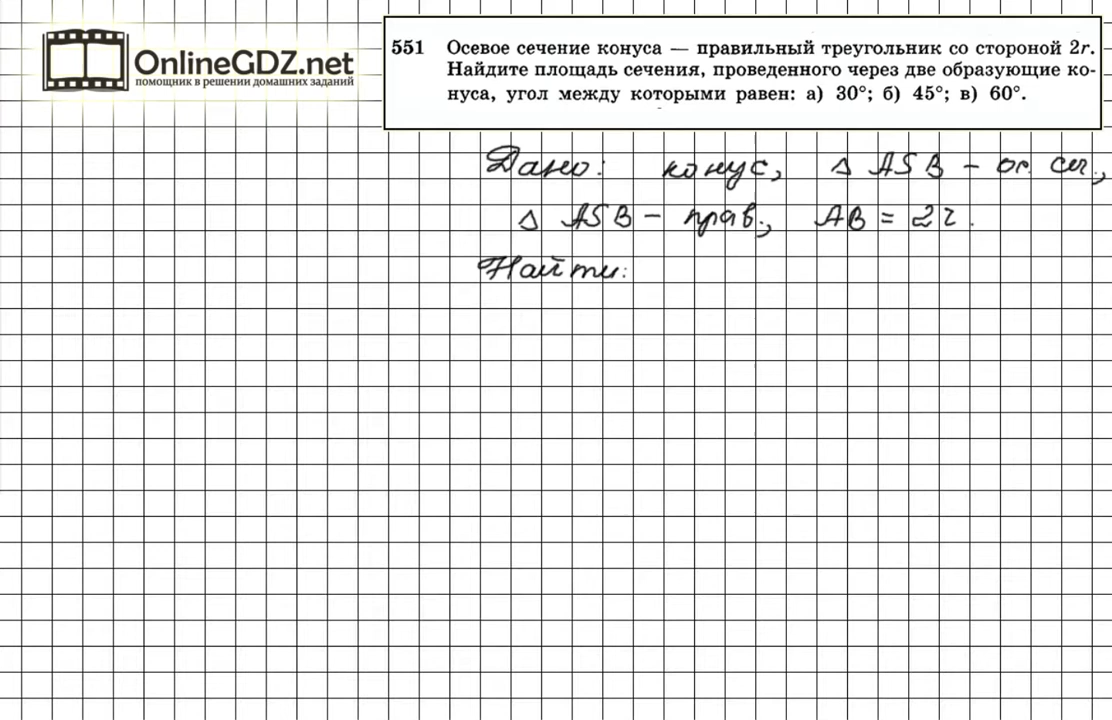 OnlineGDZ.net
помощник в решении домашних заданий
551 Осевое сечение конуса — правильный треугольник со стороной 2r.
Найдите площадь сечения, проведенного через две образующие ко-
нуса, угол между которыми равен: а) 30°; б) 45°; в) 60°.
Дано: конус, △ ASB – ос. сеч.,
△ ASB – прав., AB = 2r.
Найти: